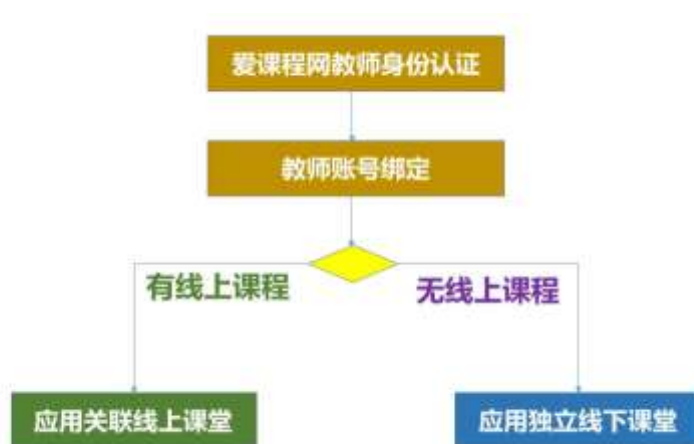 爱课程网教师身份认证
教师账号绑定
有线上课程
无线上课程
应用关联线上课堂
应用独立线下课堂